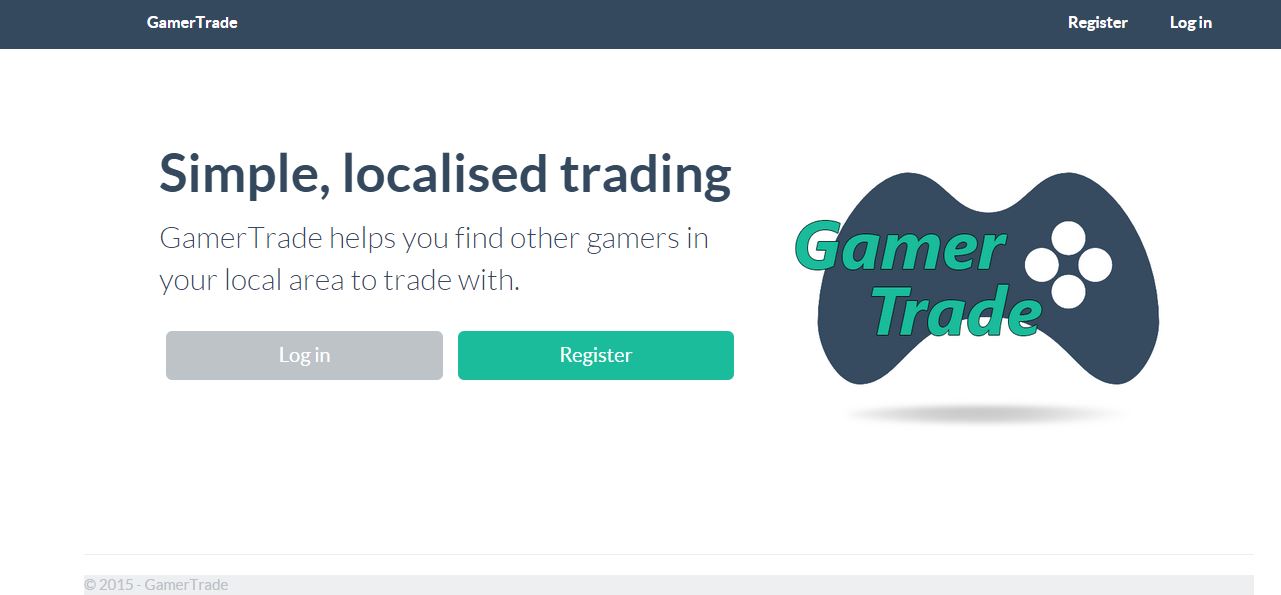 GamerTrade
Register
Log in
Simple, localised trading
GamerTrade helps you find other gamers in
your local area to trade with.
Log in
Register
Gamer
Trade
© 2015 - GamerTrade